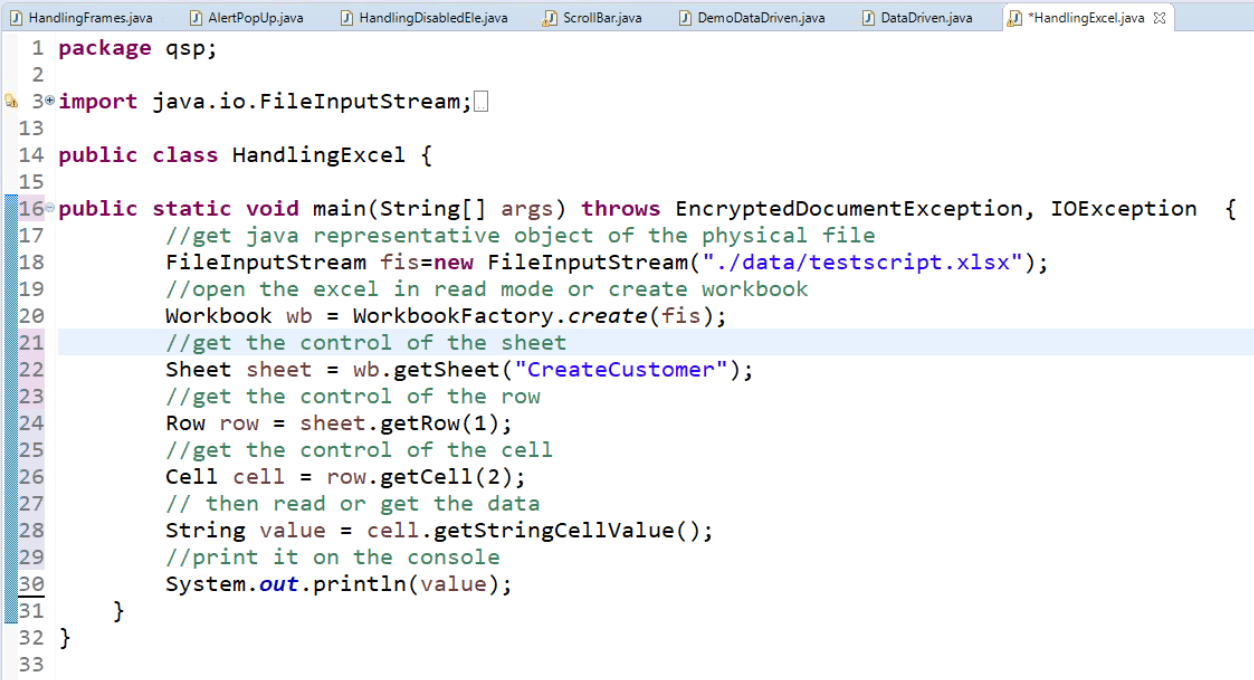 HandlingFrames.java AlertPopUp.java HandlingDisabledEle.java ScrollBar.java DemoDataDriven.java DataDriven.java *HandlingExcel.java
1 package qsp;
2
3 import java.io.FileInputStream;
13
14 public class HandlingExcel {
15
16 public static void main(String[] args) throws EncryptedDocumentException, IOException {
17 //get java representative object of the physical file
18 FileInputStream fis=new FileInputStream("./data/testscript.xlsx");
19 //open the excel in read mode or create workbook
20 Workbook wb = WorkbookFactory.create(fis);
21 //get the control of the sheet
22 Sheet sheet = wb.getSheet("CreateCustomer");
23 //get the control of the row
24 Row row = sheet.getRow(1);
25 //get the control of the cell
26 Cell cell = row.getCell(2);
27 // then read or get the data
28 String value = cell.getStringCellValue();
29 //print it on the console
30 System.out.println(value);
31 }
32 }
33